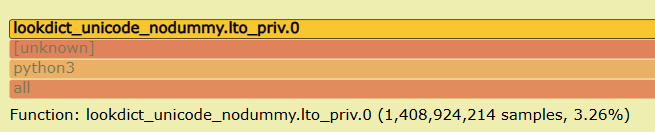 lookdict_unicode_nodummy.lto_priv.0
[unknown]
python3
all
Function: lookdict_unicode_nodummy.lto_priv.0 (1,408,924,214 samples, 3.26%)